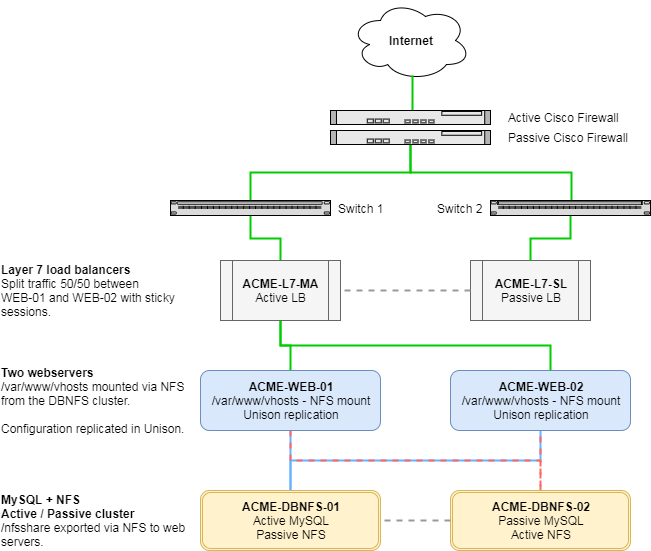 Internet
Active Cisco Firewall
Passive Cisco Firewall
Switch 1
Switch 2
Layer 7 load balancers
Split traffic 50/50 between
WEB-01 and WEB-02 with sticky
sessions.
ACME-L7-MA
Active LB
ACME-L7-SL
Passive LB
Two webservers
/var/www/vhosts mounted via NFS
from the DBNFS cluster.
Configuration replicated in Unison.
ACME-WEB-01
/var/www/vhosts - NFS mount
Unison replication
ACME-WEB-02
/var/www/vhosts - NFS mount
Unison replication
MySQL + NFS
Active / Passive cluster
/nfsshare exported via NFS to web
servers.
ACME-DBNFS-01
Active MySQL
Passive NFS
ACME-DBNFS-02
Passive MySQL
Active NFS